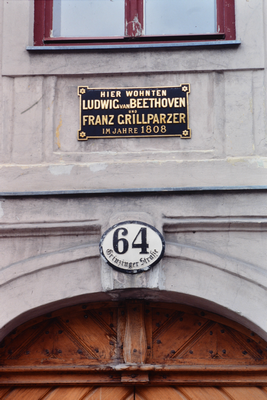 HIER WOHNTEN
LUDWIG VAN BEETHOVEN
UND
FRANZ GRILLPARZER
IM JAHRE 1808
64
Grinzinger Straße